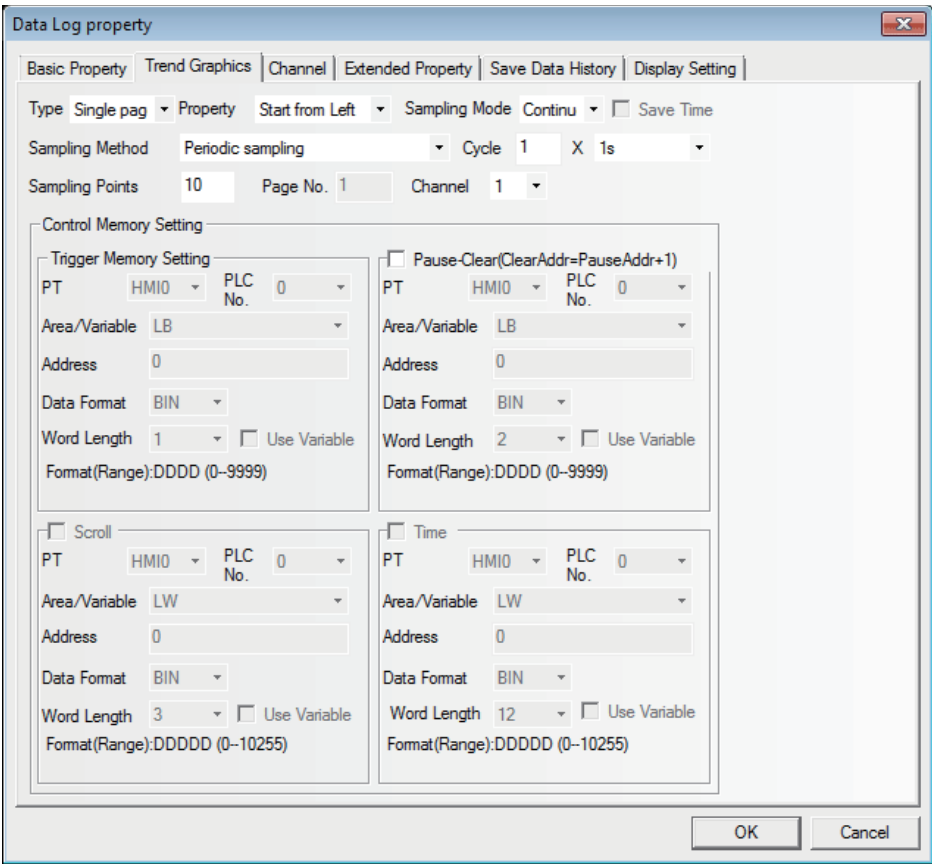 Data Log property
Basic Property Trend Graphics Channel Extended Property Save Data History Display Setting
Type Single pag Property Start from Left Sampling Mode Continu Save Time
Sampling Method Periodic sampling Cycle 1 X 1s
Sampling Points 10 Page No. 1 Channel 1
Control Memory Setting
Trigger Memory Setting
PT HMI0 PLC No. 0
Area/Variable LB
Address 0
Data Format BIN
Word Length 1 Use Variable
Format(Range):DDDD (0--9999)
Pause-Clear(ClearAddr=PauseAddr+1)
PT HMI0 PLC No. 0
Area/Variable LB
Address 0
Data Format BIN
Word Length 2 Use Variable
Format(Range):DDDD (0--9999)
Scroll
PT HMI0 PLC No. 0
Area/Variable LW
Address 0
Data Format BIN
Word Length 3 Use Variable
Format(Range):DDDDD (0--10255)
Time
PT HMI0 PLC No. 0
Area/Variable LW
Address 0
Data Format BIN
Word Length 12 Use Variable
Format(Range):DDDDD (0--10255)
OK Cancel